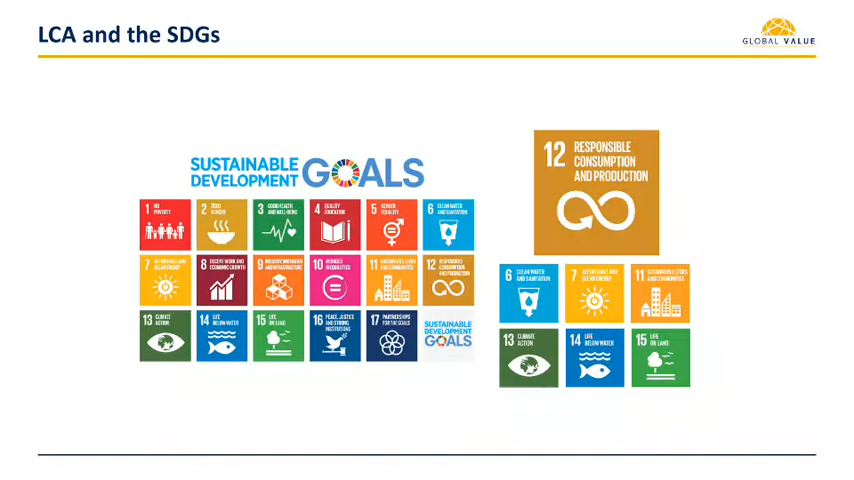 LCA and the SDGs
GLOBAL VALUE
SUSTAINABLE
DEVELOPMENT
GOALS
1 NO
POVERTY
2 ZERO
HUNGER
3 GOOD HEALTH
AND WELL-BEING
4 QUALITY
EDUCATION
5 GENDER
EQUALITY
6 CLEAN WATER
AND SANITATION
7 AFFORDABLE AND
CLEAN ENERGY
8 DECENT WORK AND
ECONOMIC GROWTH
9 INDUSTRY, INNOVATION
AND INFRASTRUCTURE
10 REDUCED
INEQUALITIES
11 SUSTAINABLE CITIES
AND COMMUNITIES
12 RESPONSIBLE
CONSUMPTION
AND PRODUCTION
13 CLIMATE
ACTION
14 LIFE
BELOW WATER
15 LIFE
ON LAND
16 PEACE, JUSTICE
AND STRONG
INSTITUTIONS
17 PARTNERSHIPS
FOR THE GOALS
SUSTAINABLE
DEVELOPMENT
GOALS
12 RESPONSIBLE
CONSUMPTION
AND PRODUCTION
6 CLEAN WATER
AND SANITATION
7 AFFORDABLE AND
CLEAN ENERGY
11 SUSTAINABLE CITIES
AND COMMUNITIES
13 CLIMATE
ACTION
14 LIFE
BELOW WATER
15 LIFE
ON LAND